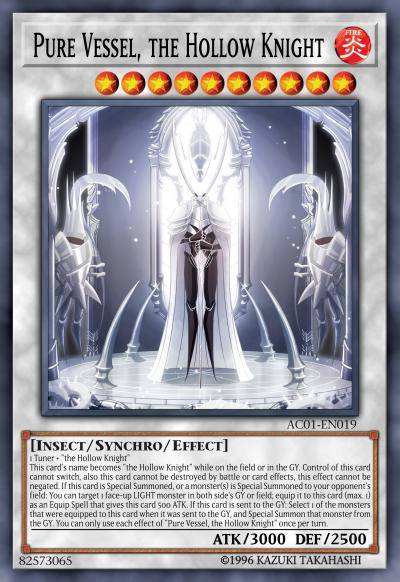 PURE VESSEL, THE HOLLOW KNIGHT
FIRE
炎
AC01-EN019
[INSECT/SYNCHRO/EFFECT]
1 Tuner + "the Hollow Knight"
This card's name becomes "the Hollow Knight" while on the field or in the GY. Control of this card
cannot switch, also this card cannot be destroyed by battle or card effects, this effect cannot be
negated. If this card is Special Summoned, or a monster(s) is Special Summoned to your opponent's
field: You can target 1 face-up LIGHT monster in both side's GY or field; equip it to this card (max. 1)
as an Equip Spell that gives this card 500 ATK. If this card is sent to the GY: Select 1 of the monsters
that were equipped to this card when it was sent to the GY, and Special Summon that monster from
the GY. You can only use each effect of "Pure Vessel, the Hollow Knight" once per turn.
ATK/3000 DEF/2500
82573065
©1996 KAZUKI TAKAHASHI